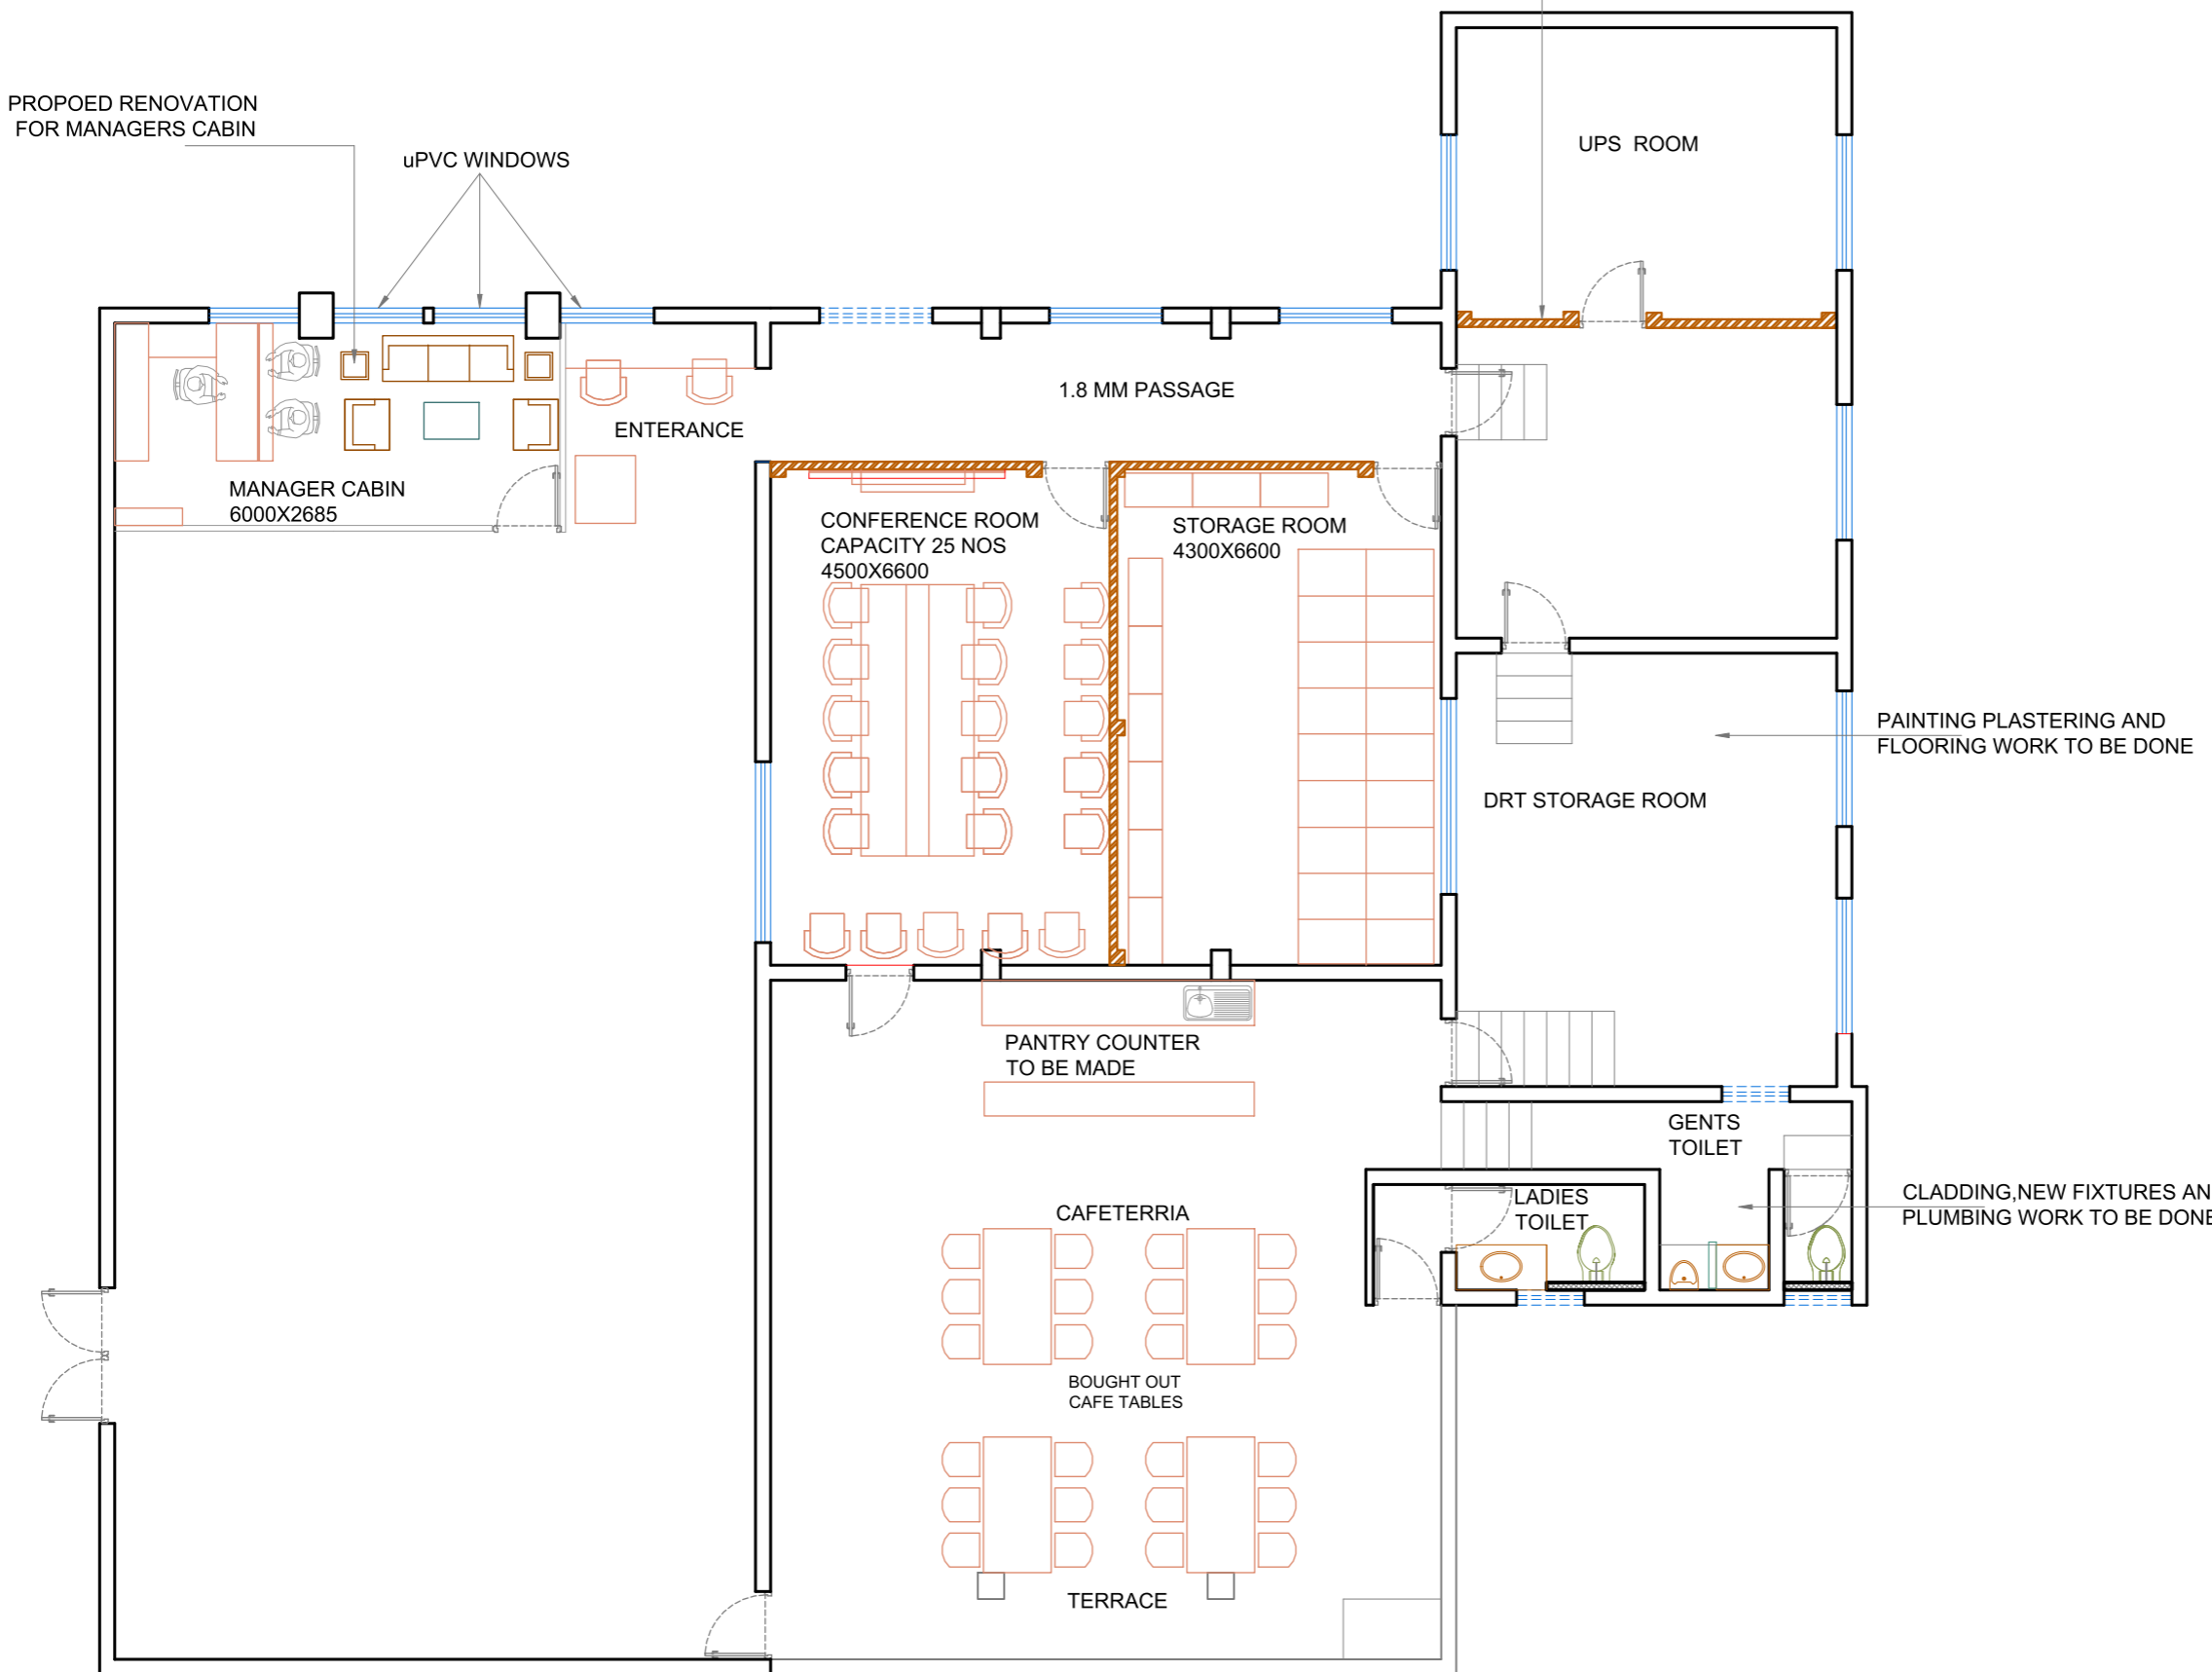 PROPOED RENOVATION
FOR MANAGERS CABIN
uPVC WINDOWS
UPS  ROOM
1.8 MM PASSAGE
ENTERANCE
MANAGER CABIN
6000X2685
CONFERENCE ROOM
CAPACITY 25 NOS
4500X6600
STORAGE ROOM
4300X6600
PAINTING PLASTERING AND
FLOORING WORK TO BE DONE
DRT STORAGE ROOM
PANTRY COUNTER
TO BE MADE
GENTS
TOILET
LADIES
TOILET
CLADDING,NEW FIXTURES AN
PLUMBING WORK TO BE DONE
CAFETERRIA
BOUGHT OUT
CAFE TABLES
TERRACE